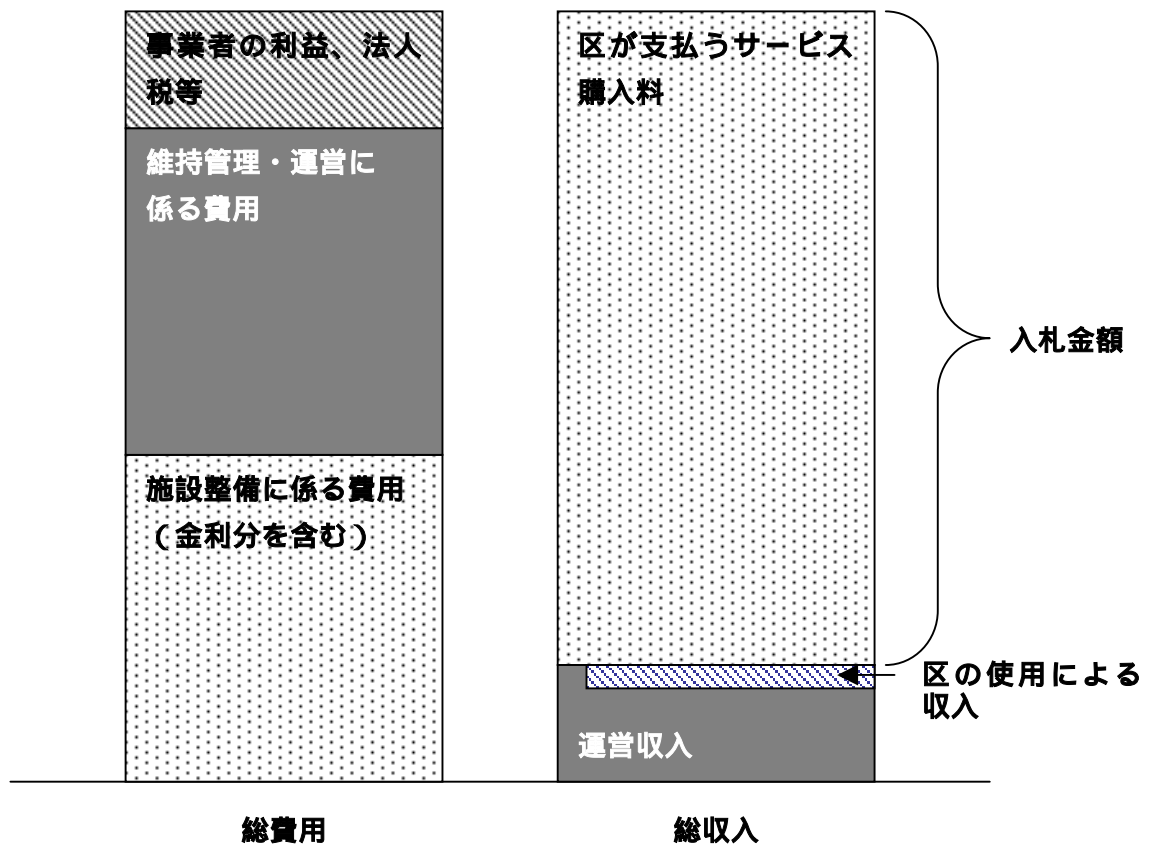 事業者の利益、法人
税等
維持管理・運営に
係る費用
施設整備に係る費用
（金利分を含む）
区が支払うサービス
購入料
運営収入
入札金額
区の使用による
収入
総費用
総収入